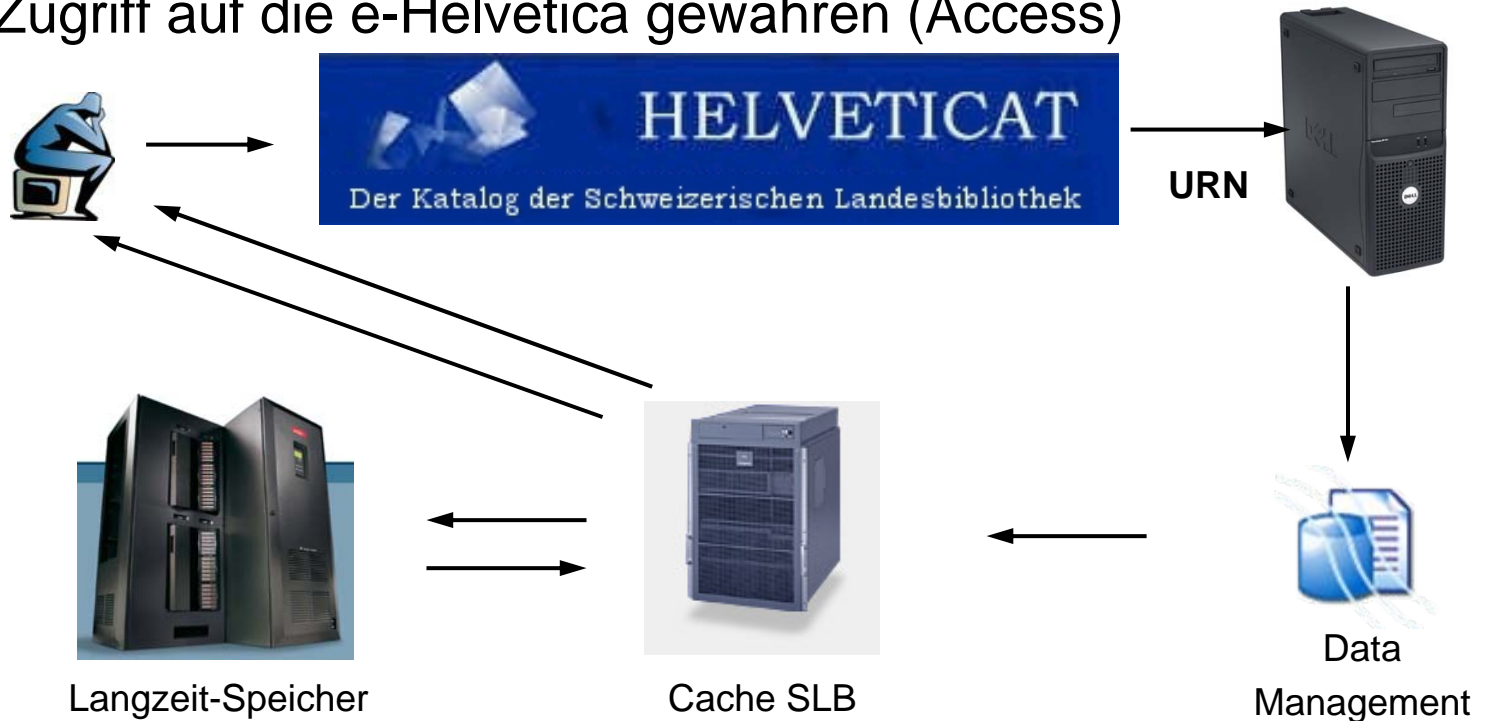 Zugriff auf die e-Helvetica gewähren (Access)
HELVETICAT
Der Katalog der Schweizerischen Landesbibliothek
URN
DELL
Langzeit-Speicher
Cache SLB
Data
Management